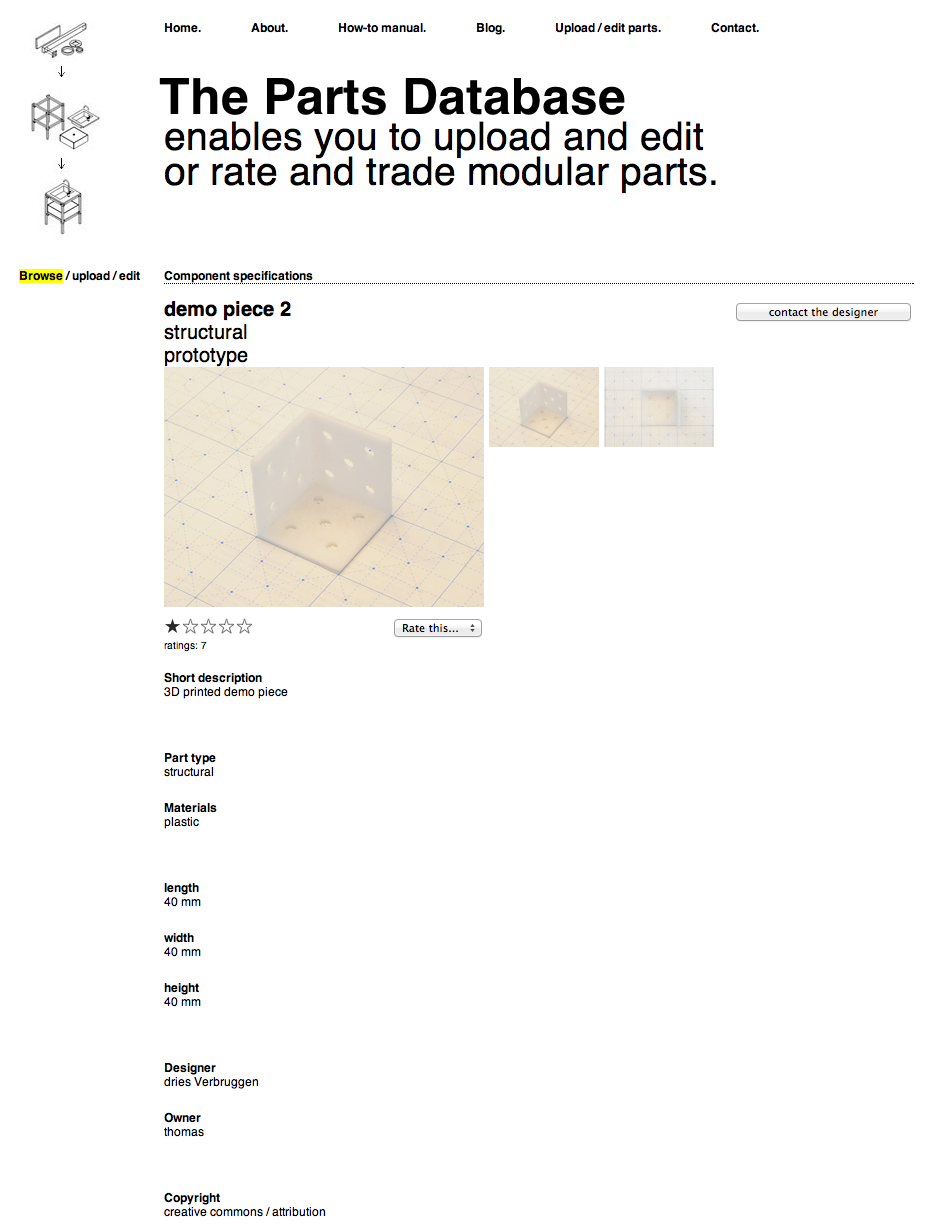 Home. About. How-to manual. Blog. Upload / edit parts. Contact.
The Parts Database
enables you to upload and edit
or rate and trade modular parts.
Browse / upload / edit
Component specifications
demo piece 2
contact the designer
structural
prototype
Rate this...
ratings: 7
Short description
3D printed demo piece
Part type
structural
Materials
plastic
length
40 mm
width
40 mm
height
40 mm
Designer
dries Verbruggen
Owner
thomas
Copyright
creative commons / attribution